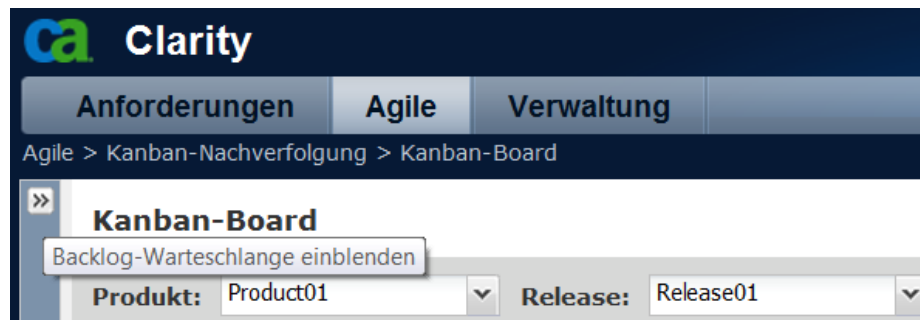 ca Clarity
Anforderungen Agile Verwaltung
Agile > Kanban-Nachverfolgung > Kanban-Board
»
Kanban-Board
Backlog-Warteschlange einblenden
Produkt: Product01 Release: Release01